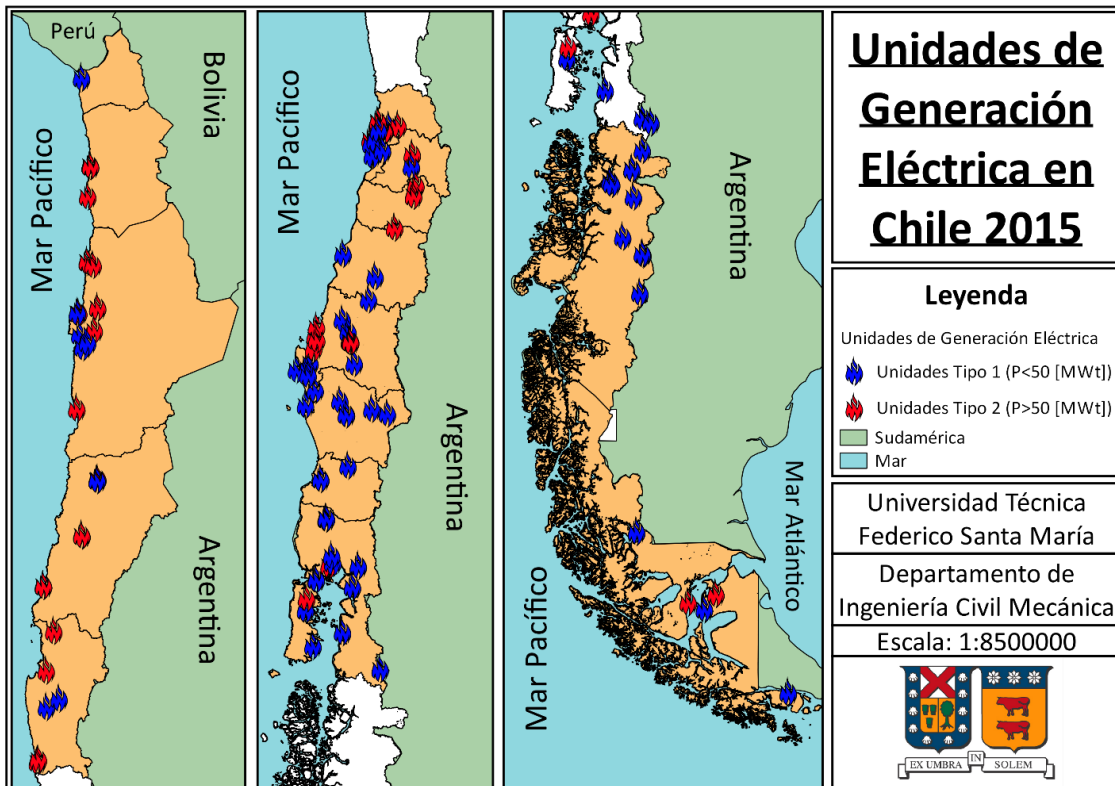 Perú
Bolivia
Mar Pacífico
Argentina
Mar Pacífico
Argentina
Argentina
Mar Pacífico
Mar Atlántico
Unidades de
Generación
Eléctrica en
Chile 2015
Leyenda
Unidades de Generación Eléctrica
Unidades Tipo 1 (P<50 [MWt])
Unidades Tipo 2 (P>50 [MWt])
Sudamérica
Mar
Universidad Técnica
Federico Santa María
Departamento de
Ingeniería Civil Mecánica
Escala: 1:8500000
EX UMBRA IN SOLEM